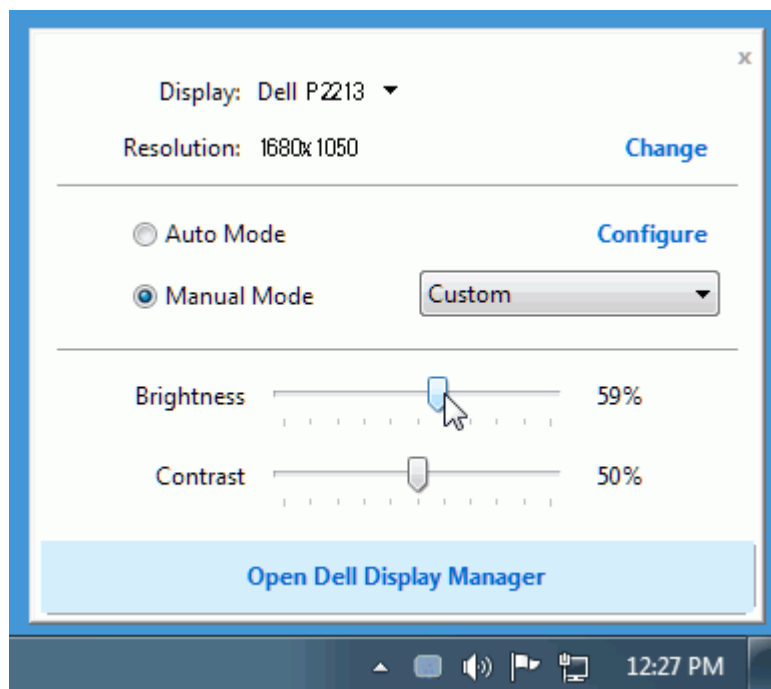 x
Display: Dell P2213
Resolution: 1680x1050 Change
Auto Mode Configure
Manual Mode Custom
Brightness 59%
Contrast 50%
Open Dell Display Manager
12:27 PM